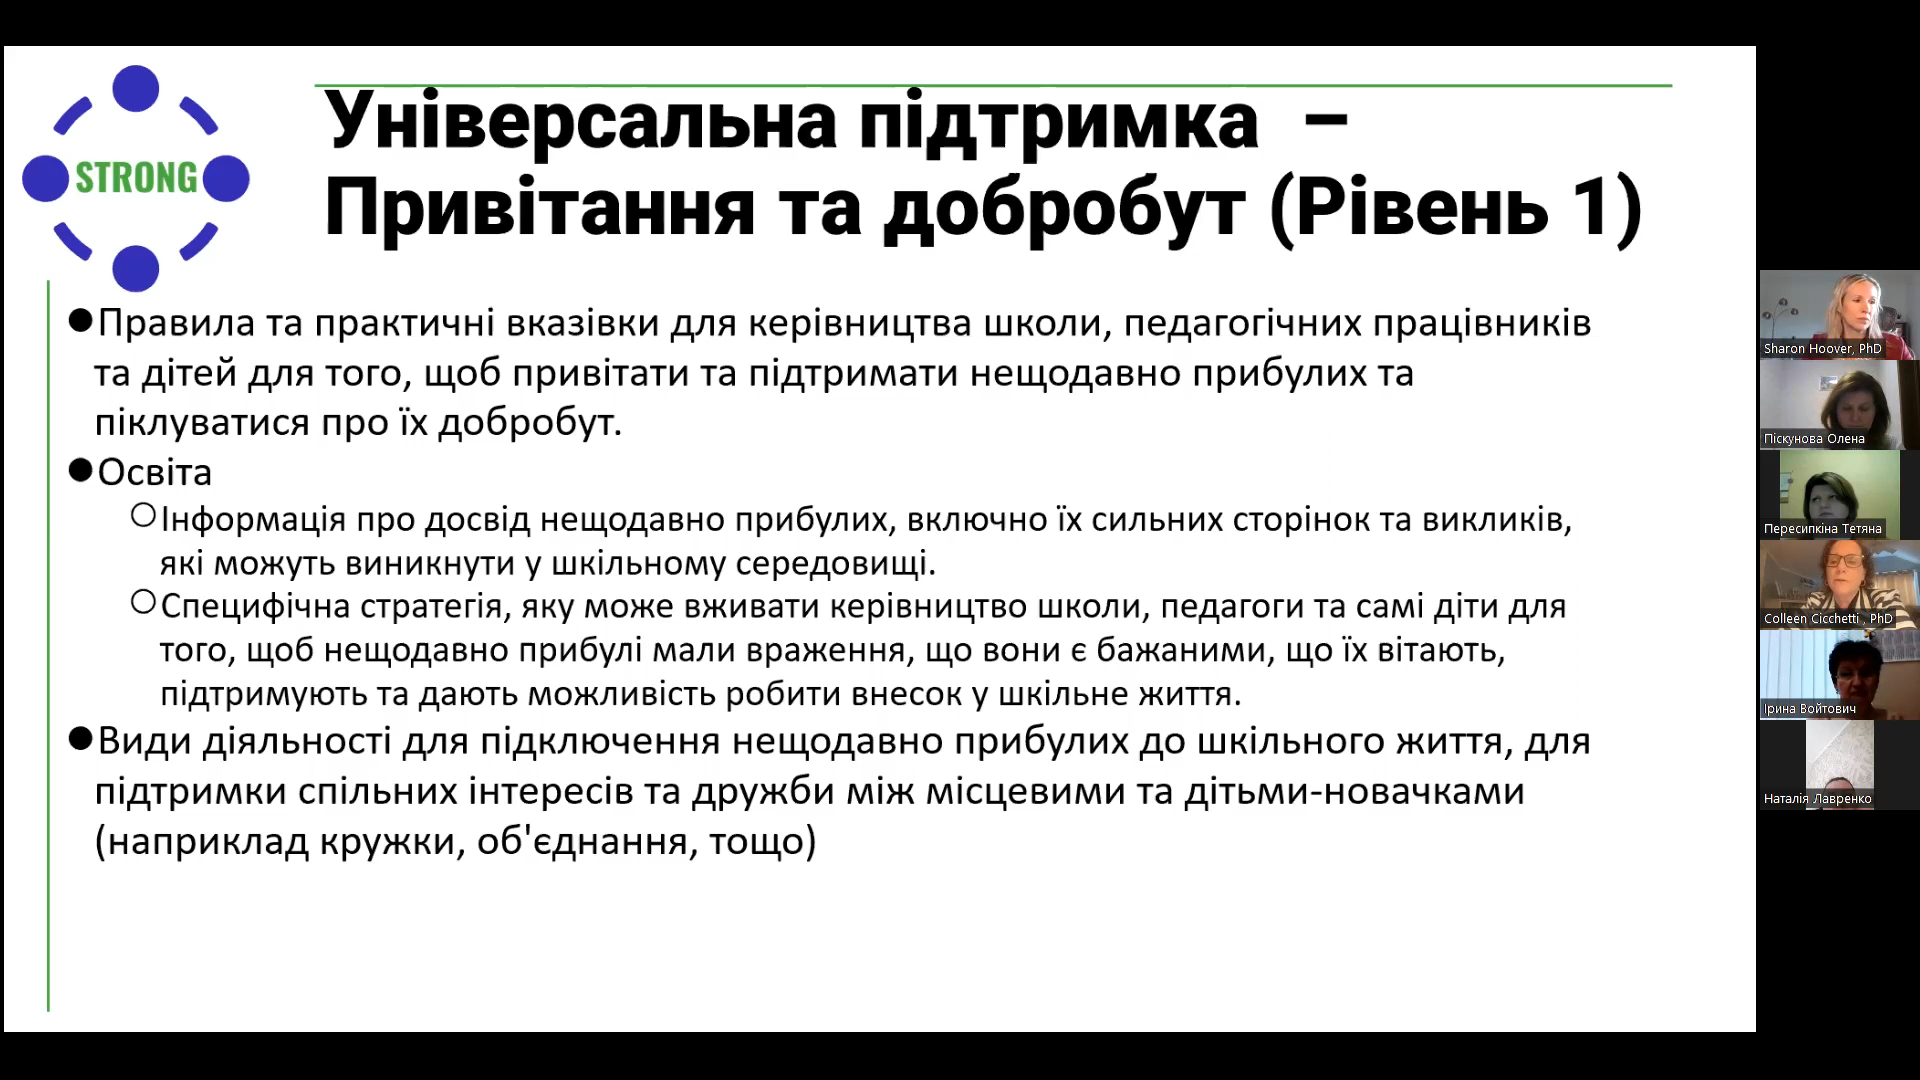 STRONG
Універсальна підтримка –
Привітання та добробут (Рівень 1)
●Правила та практичні вказівки для керівництва школи, педагогічних працівників
та дітей для того, щоб привітати та підтримати нещодавно прибулих та
піклуватися про їх добробут.
●Освіта
○Інформація про досвід нещодавно прибулих, включно їх сильних сторінок та викликів,
які можуть виникнути у шкільному середовищі.
○Специфічна стратегія, яку може вживати керівництво школи, педагоги та самі діти для
того, щоб нещодавно прибулі мали враження, що вони є бажаними, що їх вітають,
підтримують та дають можливість робити внесок у шкільне життя.
●Види діяльності для підключення нещодавно прибулих до шкільного життя, для
підтримки спільних інтересів та дружби між місцевими та дітьми-новачками
(наприклад кружки, об'єднання, тощо)
Sharon Hoover, PhD
Піскунова Олена
Пересипкіна Тетяна
Colleen Cicchetti , PhD
Ірина Войтович
Наталія Лавренко